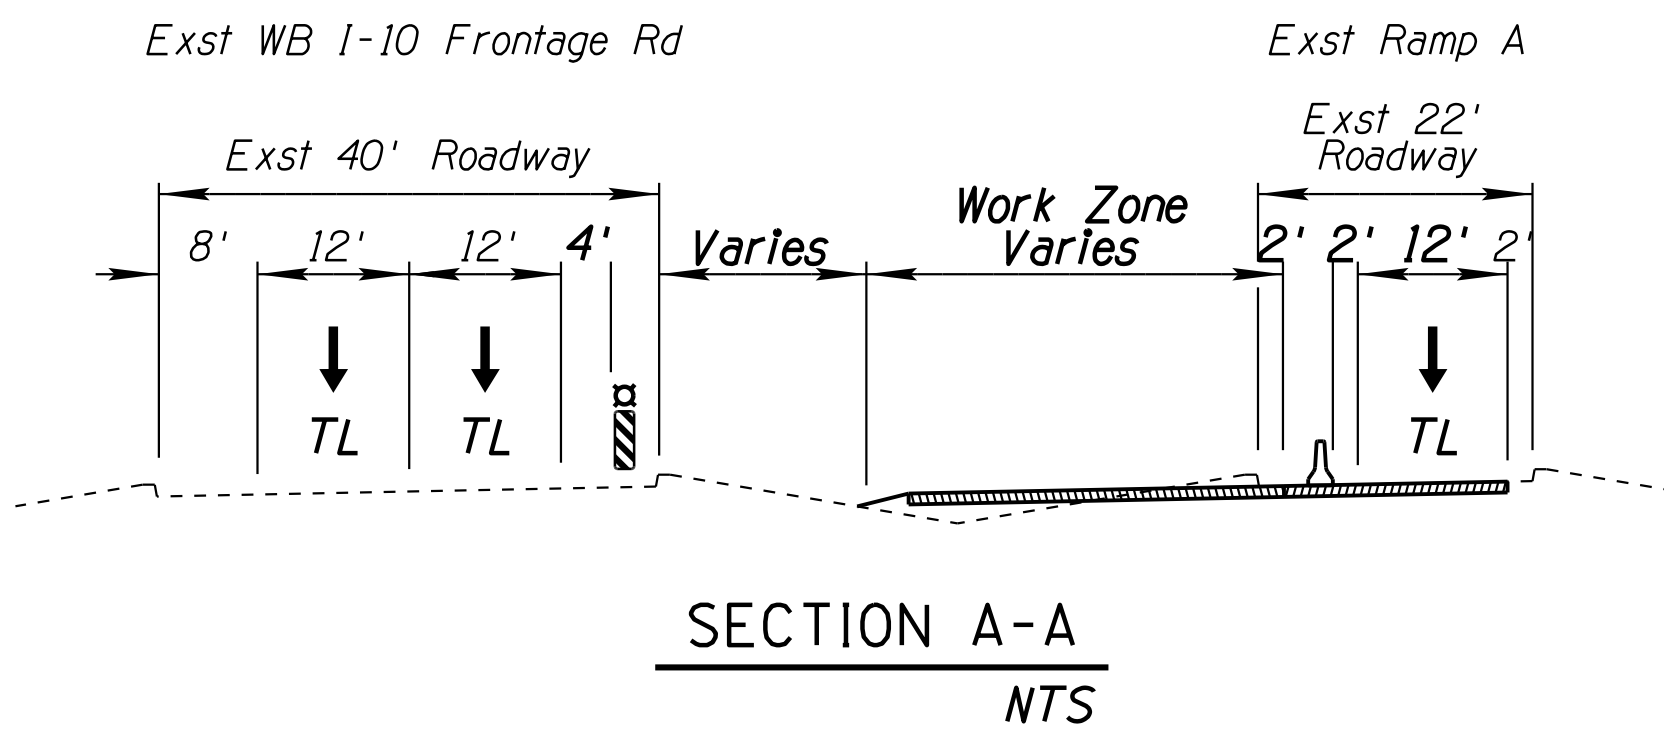 Exst WB I-10 Frontage Rd
Exst Ramp A
Exst 22'
Roadway
Exst 40' Roadway
Work Zone
Varies
8' 12' 12' 4' Varies 2' 2' 12' 2'
TL TL TL
SECTION A-A
NTS